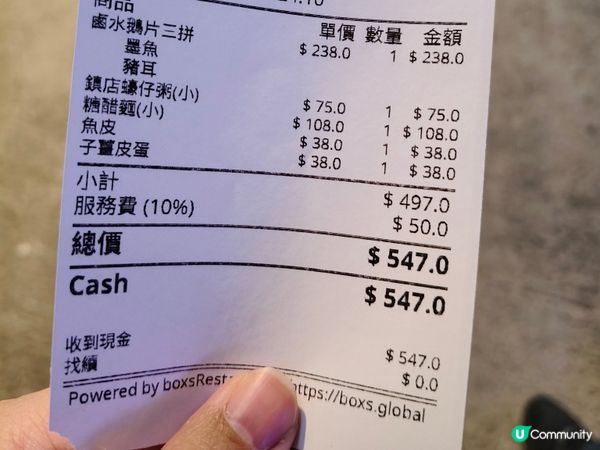 商品 單價 數量 金額
鹵水鵝片三拼 $ 238.0 1 $ 238.0
墨魚
豬耳
鎮店蠔仔粥(小) $ 75.0 1 $ 75.0
糖醋麵(小) $ 108.0 1 $ 108.0
魚皮 $ 38.0 1 $ 38.0
子薑皮蛋 $ 38.0 1 $ 38.0
小計 $ 497.0
服務費 (10%) $ 50.0
總價 $ 547.0
Cash $ 547.0
收到現金 $ 547.0
找續 $ 0.0
Powered by https://boxs.global
U Community